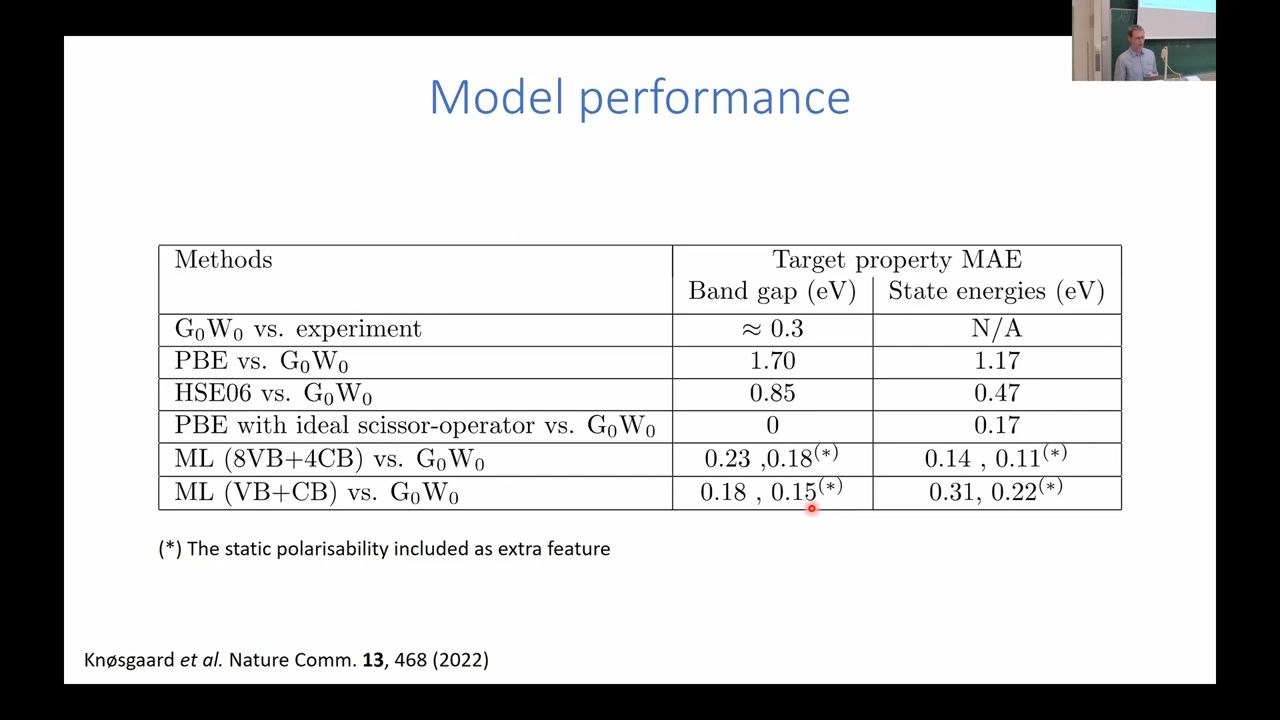 Model performance
Methods Target property MAE
Band gap (eV) State energies (eV)
G₀W₀ vs. experiment ≈ 0.3 N/A
PBE vs. G₀W₀ 1.70 1.17
HSE06 vs. G₀W₀ 0.85 0.47
PBE with ideal scissor-operator vs. G₀W₀ 0 0.17
ML (8VB+4CB) vs. G₀W₀ 0.23 ,0.18(*) 0.14 , 0.11(*)
ML (VB+CB) vs. G₀W₀ 0.18 , 0.15(*) 0.31, 0.22(*)
(*) The static polarisability included as extra feature
Knøsgaard et al. Nature Comm. 13, 468 (2022)